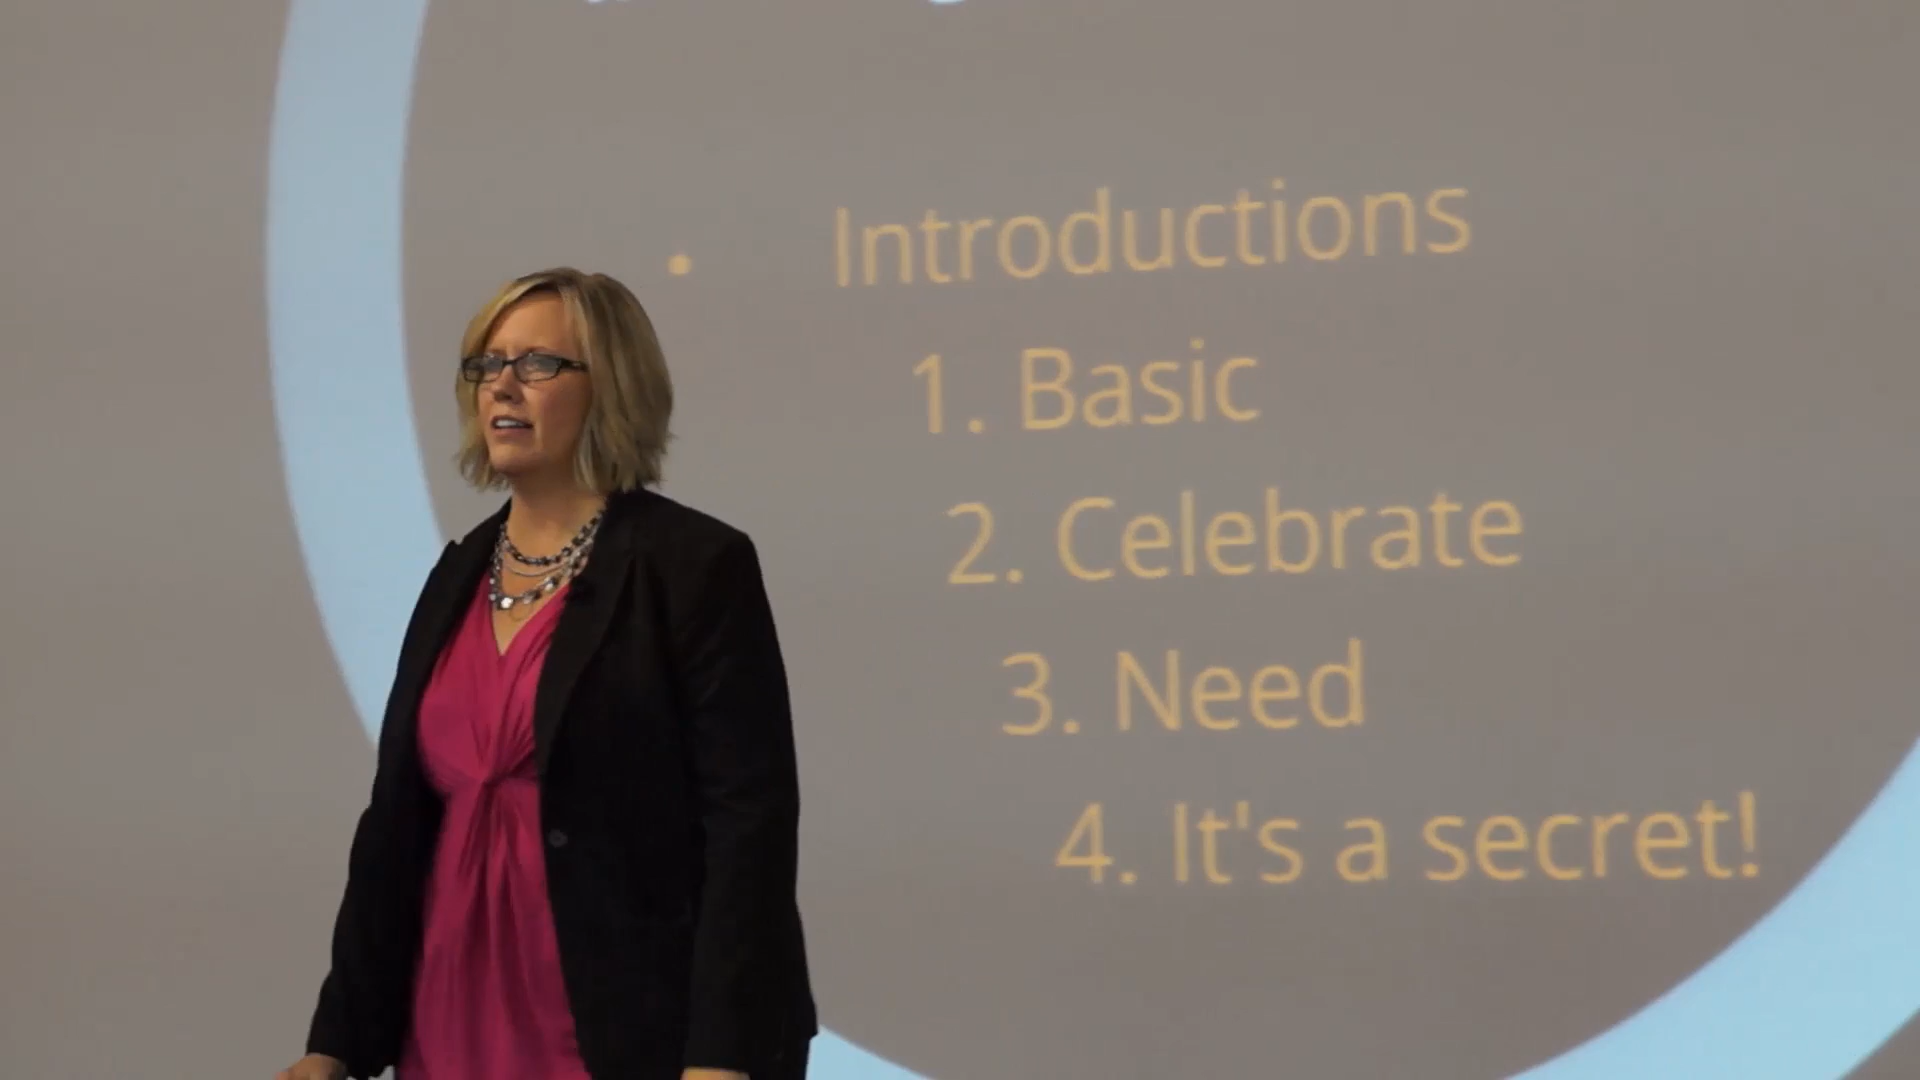 • Introductions
1. Basic
2. Celebrate
3. Need
4. It's a secret!